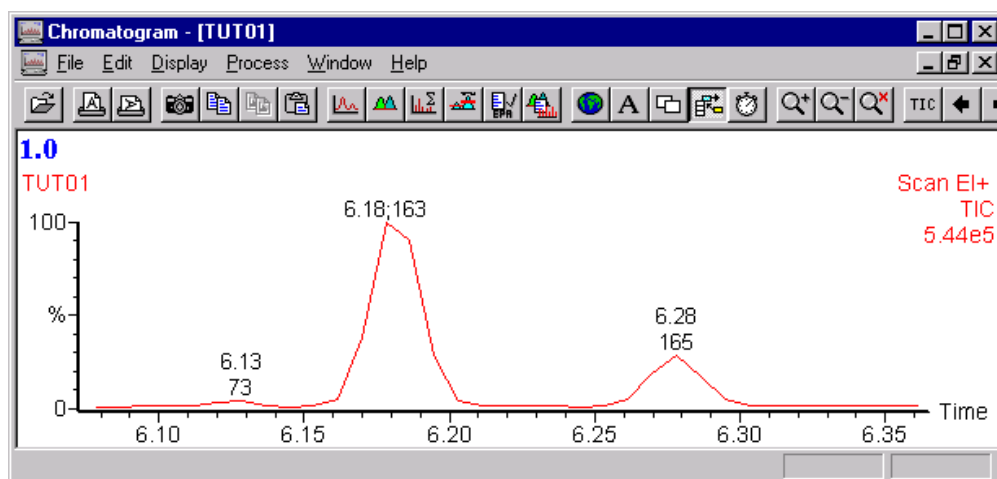 Chromatogram - [TUT01]
File Edit Display Process Window Help
EPA A TIC
1.0
TUT01
Scan EI+
TIC
5.44e5
6.18;163
100
%
0
6.13
73
6.28
165
Time
6.10 6.15 6.20 6.25 6.30 6.35